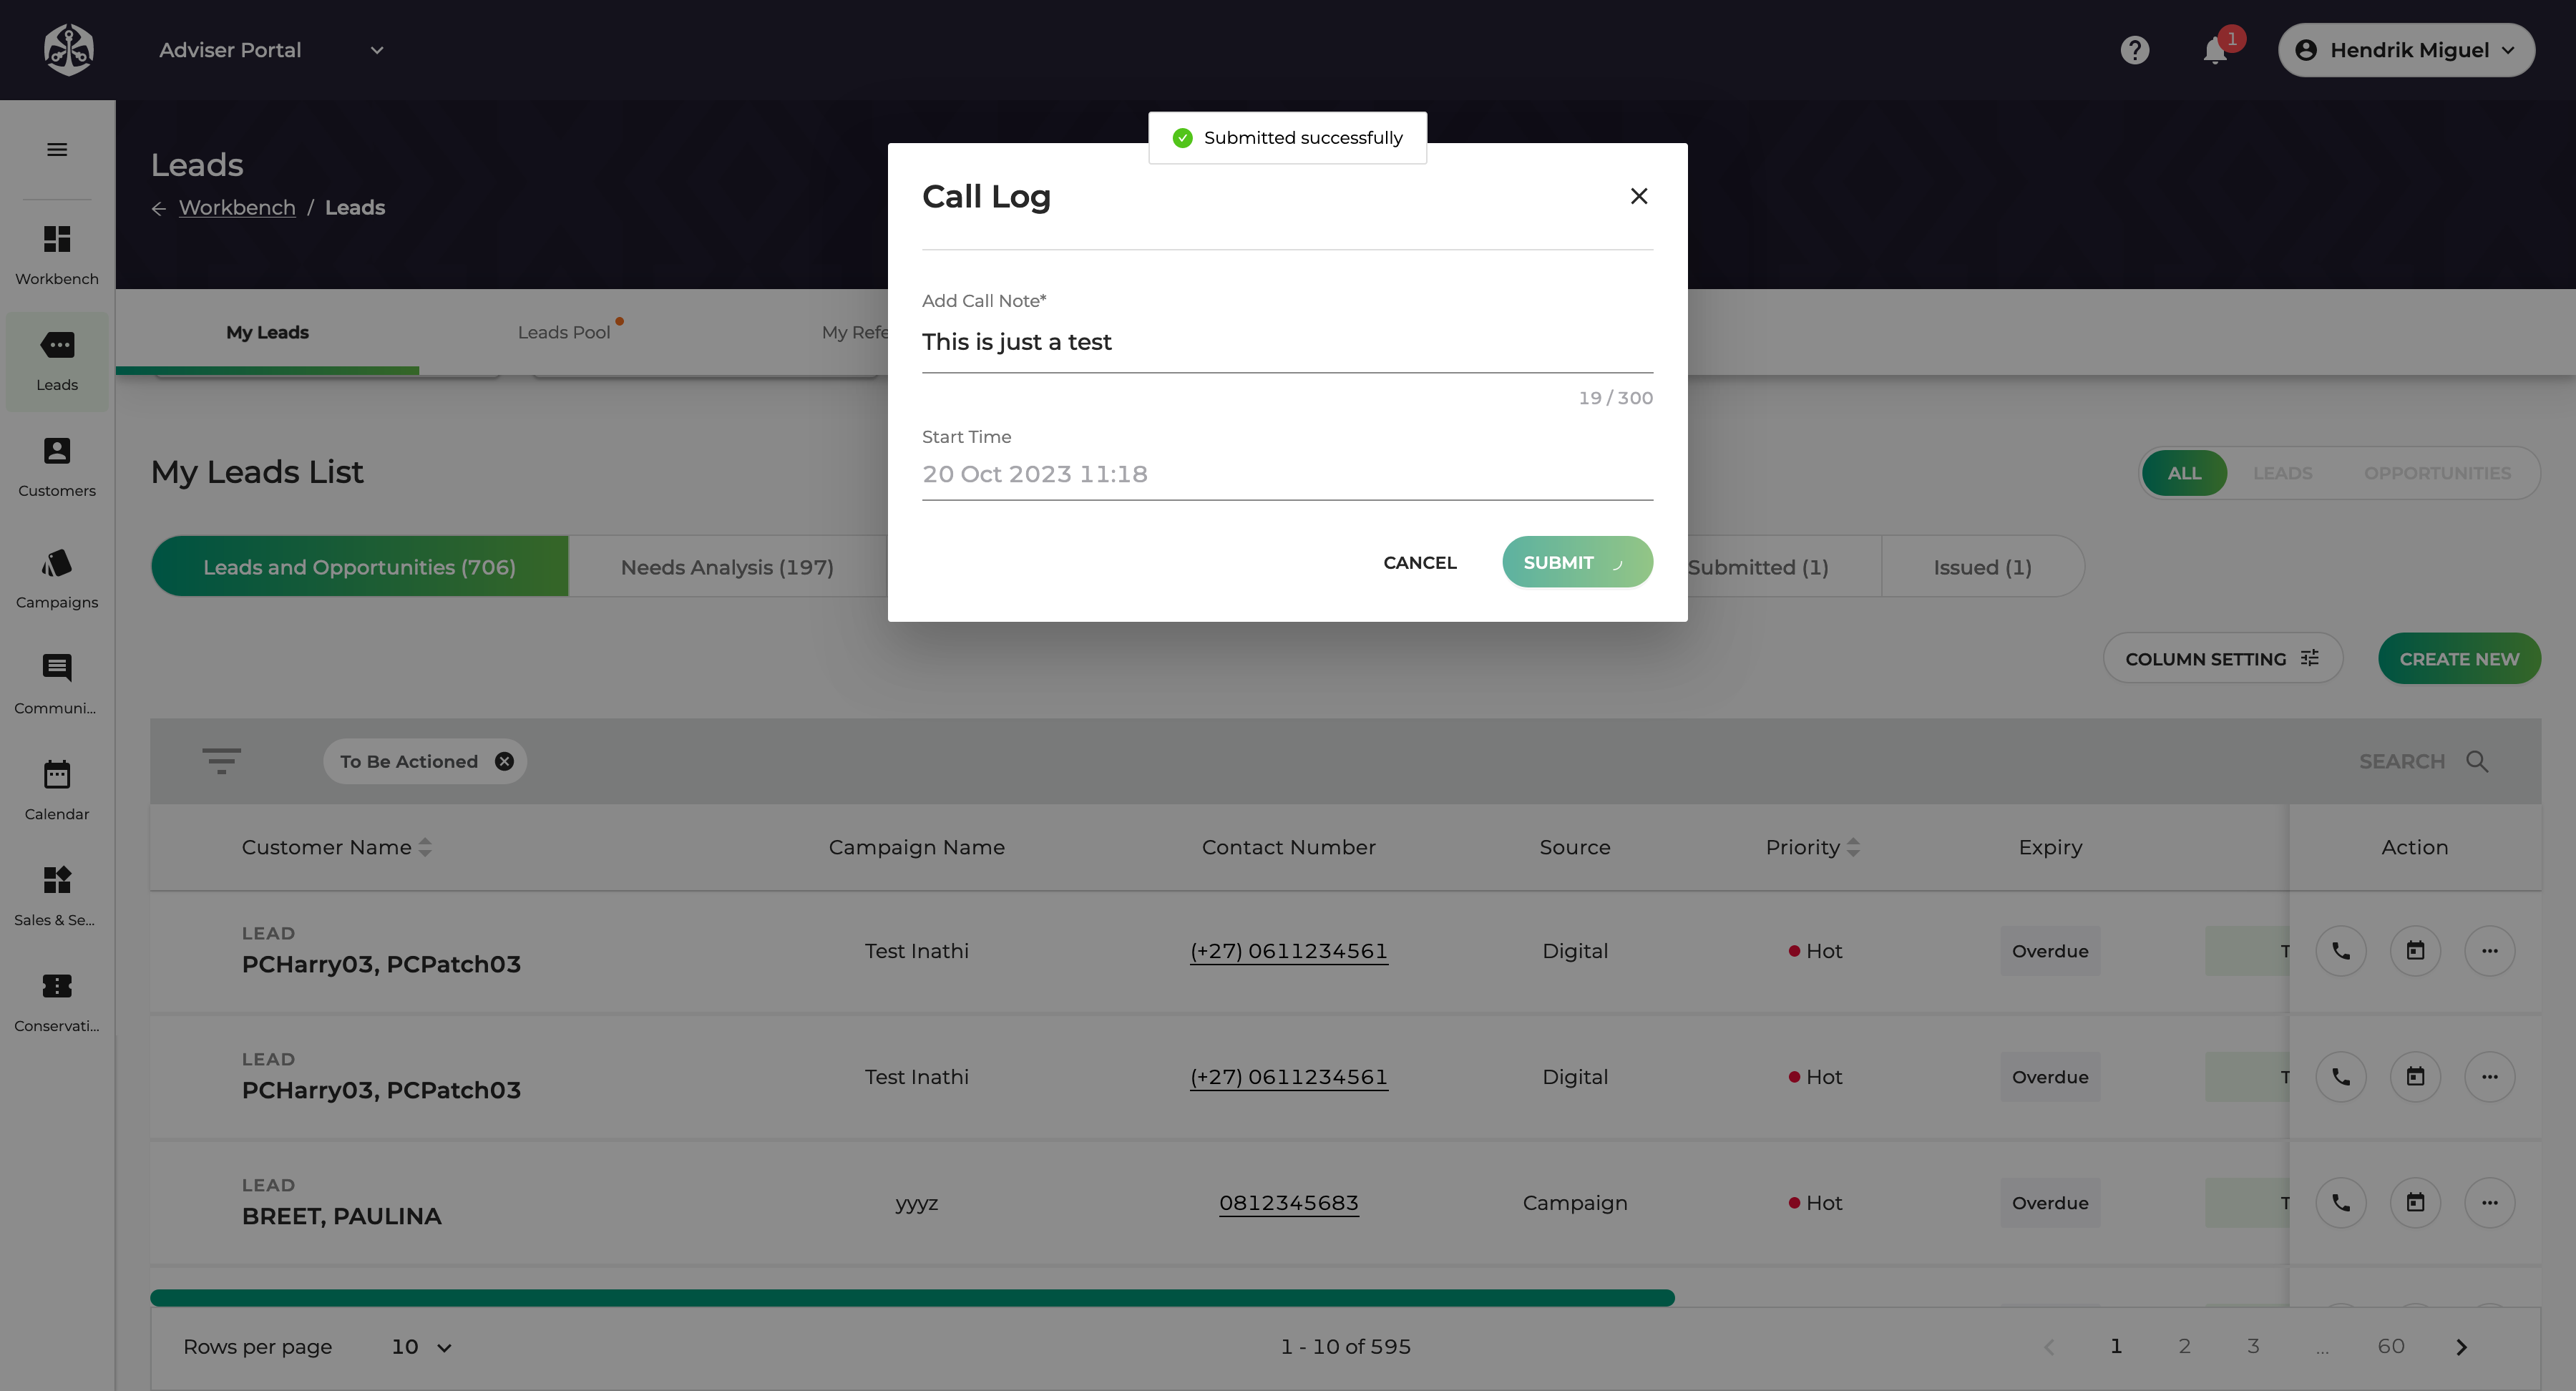 Adviser Portal
1
Hendrik Miguel
Submitted successfully
Leads
Workbench / Leads
Workbench
Leads
Customers
Campaigns
Communi...
Calendar
Sales & Se...
Conservati...
My Leads
Leads Pool
My Refe
Call Log
Add Call Note*
This is just a test
19 / 300
Start Time
20 Oct 2023 11:18
CANCEL
SUBMIT
My Leads List
ALL
LEADS
OPPORTUNITIES
Leads and Opportunities (706)
Needs Analysis (197)
Submitted (1)
Issued (1)
COLUMN SETTING
CREATE NEW
To Be Actioned
SEARCH
Customer Name
Campaign Name
Contact Number
Source
Priority
Expiry
Action
LEAD
PCHarry03, PCPatch03
Test Inathi
(+27) 0611234561
Digital
Hot
Overdue
T
LEAD
PCHarry03, PCPatch03
Test Inathi
(+27) 0611234561
Digital
Hot
Overdue
T
LEAD
BREET, PAULINA
yyyz
0812345683
Campaign
Hot
Overdue
T
Rows per page
10
1 - 10 of 595
1
2
3
...
60